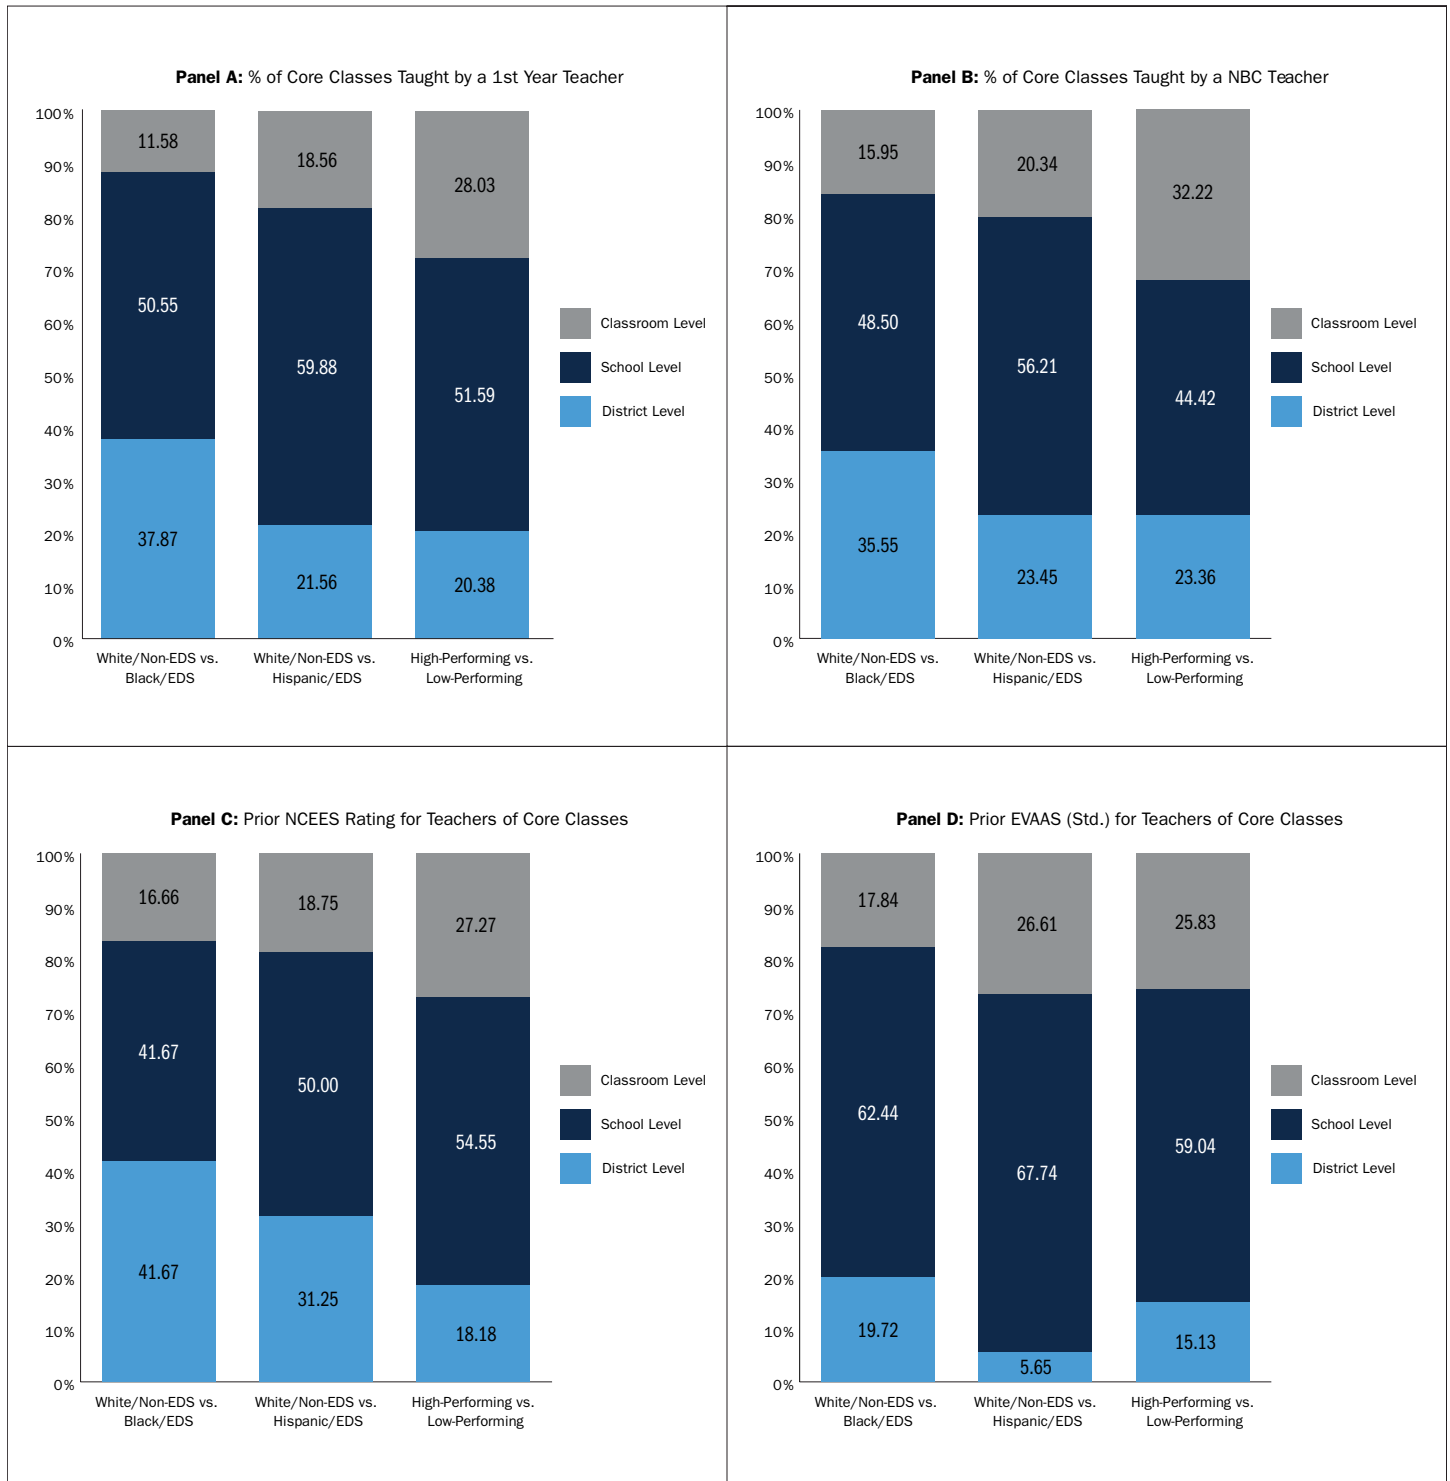 Panel A: % of Core Classes Taught by a 1st Year Teacher
100%
90%
80%
70%
60%
50%
40%
30%
20%
10%
0%
11.58
50.55
37.87
18.56
59.88
21.56
28.03
51.59
20.38
Classroom Level
School Level
District Level
White/Non-EDS vs.
Black/EDS
White/Non-EDS vs.
Hispanic/EDS
High-Performing vs.
Low-Performing
Panel B: % of Core Classes Taught by a NBC Teacher
100%
90%
80%
70%
60%
50%
40%
30%
20%
10%
0%
15.95
48.50
35.55
20.34
56.21
23.45
32.22
44.42
23.36
Classroom Level
School Level
District Level
White/Non-EDS vs.
Black/EDS
White/Non-EDS vs.
Hispanic/EDS
High-Performing vs.
Low-Performing
Panel C: Prior NCEES Rating for Teachers of Core Classes
100%
90%
80%
70%
60%
50%
40%
30%
20%
10%
0%
16.66
41.67
41.67
18.75
50.00
31.25
27.27
54.55
18.18
Classroom Level
School Level
District Level
White/Non-EDS vs.
Black/EDS
White/Non-EDS vs.
Hispanic/EDS
High-Performing vs.
Low-Performing
Panel D: Prior EVAAS (Std.) for Teachers of Core Classes
100%
90%
80%
70%
60%
50%
40%
30%
20%
10%
0%
17.84
62.44
19.72
26.61
67.74
5.65
25.83
59.04
15.13
Classroom Level
School Level
District Level
White/Non-EDS vs.
Black/EDS
White/Non-EDS vs.
Hispanic/EDS
High-Performing vs.
Low-Performing